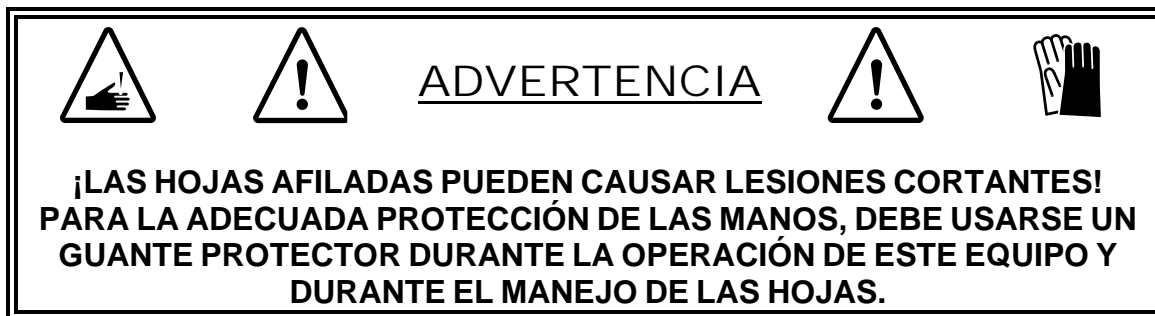 ADVERTENCIA
¡LAS HOJAS AFILADAS PUEDEN CAUSAR LESIONES CORTANTES!
PARA LA ADECUADA PROTECCIÓN DE LAS MANOS, DEBE USARSE UN
GUANTE PROTECTOR DURANTE LA OPERACIÓN DE ESTE EQUIPO Y
DURANTE EL MANEJO DE LAS HOJAS.